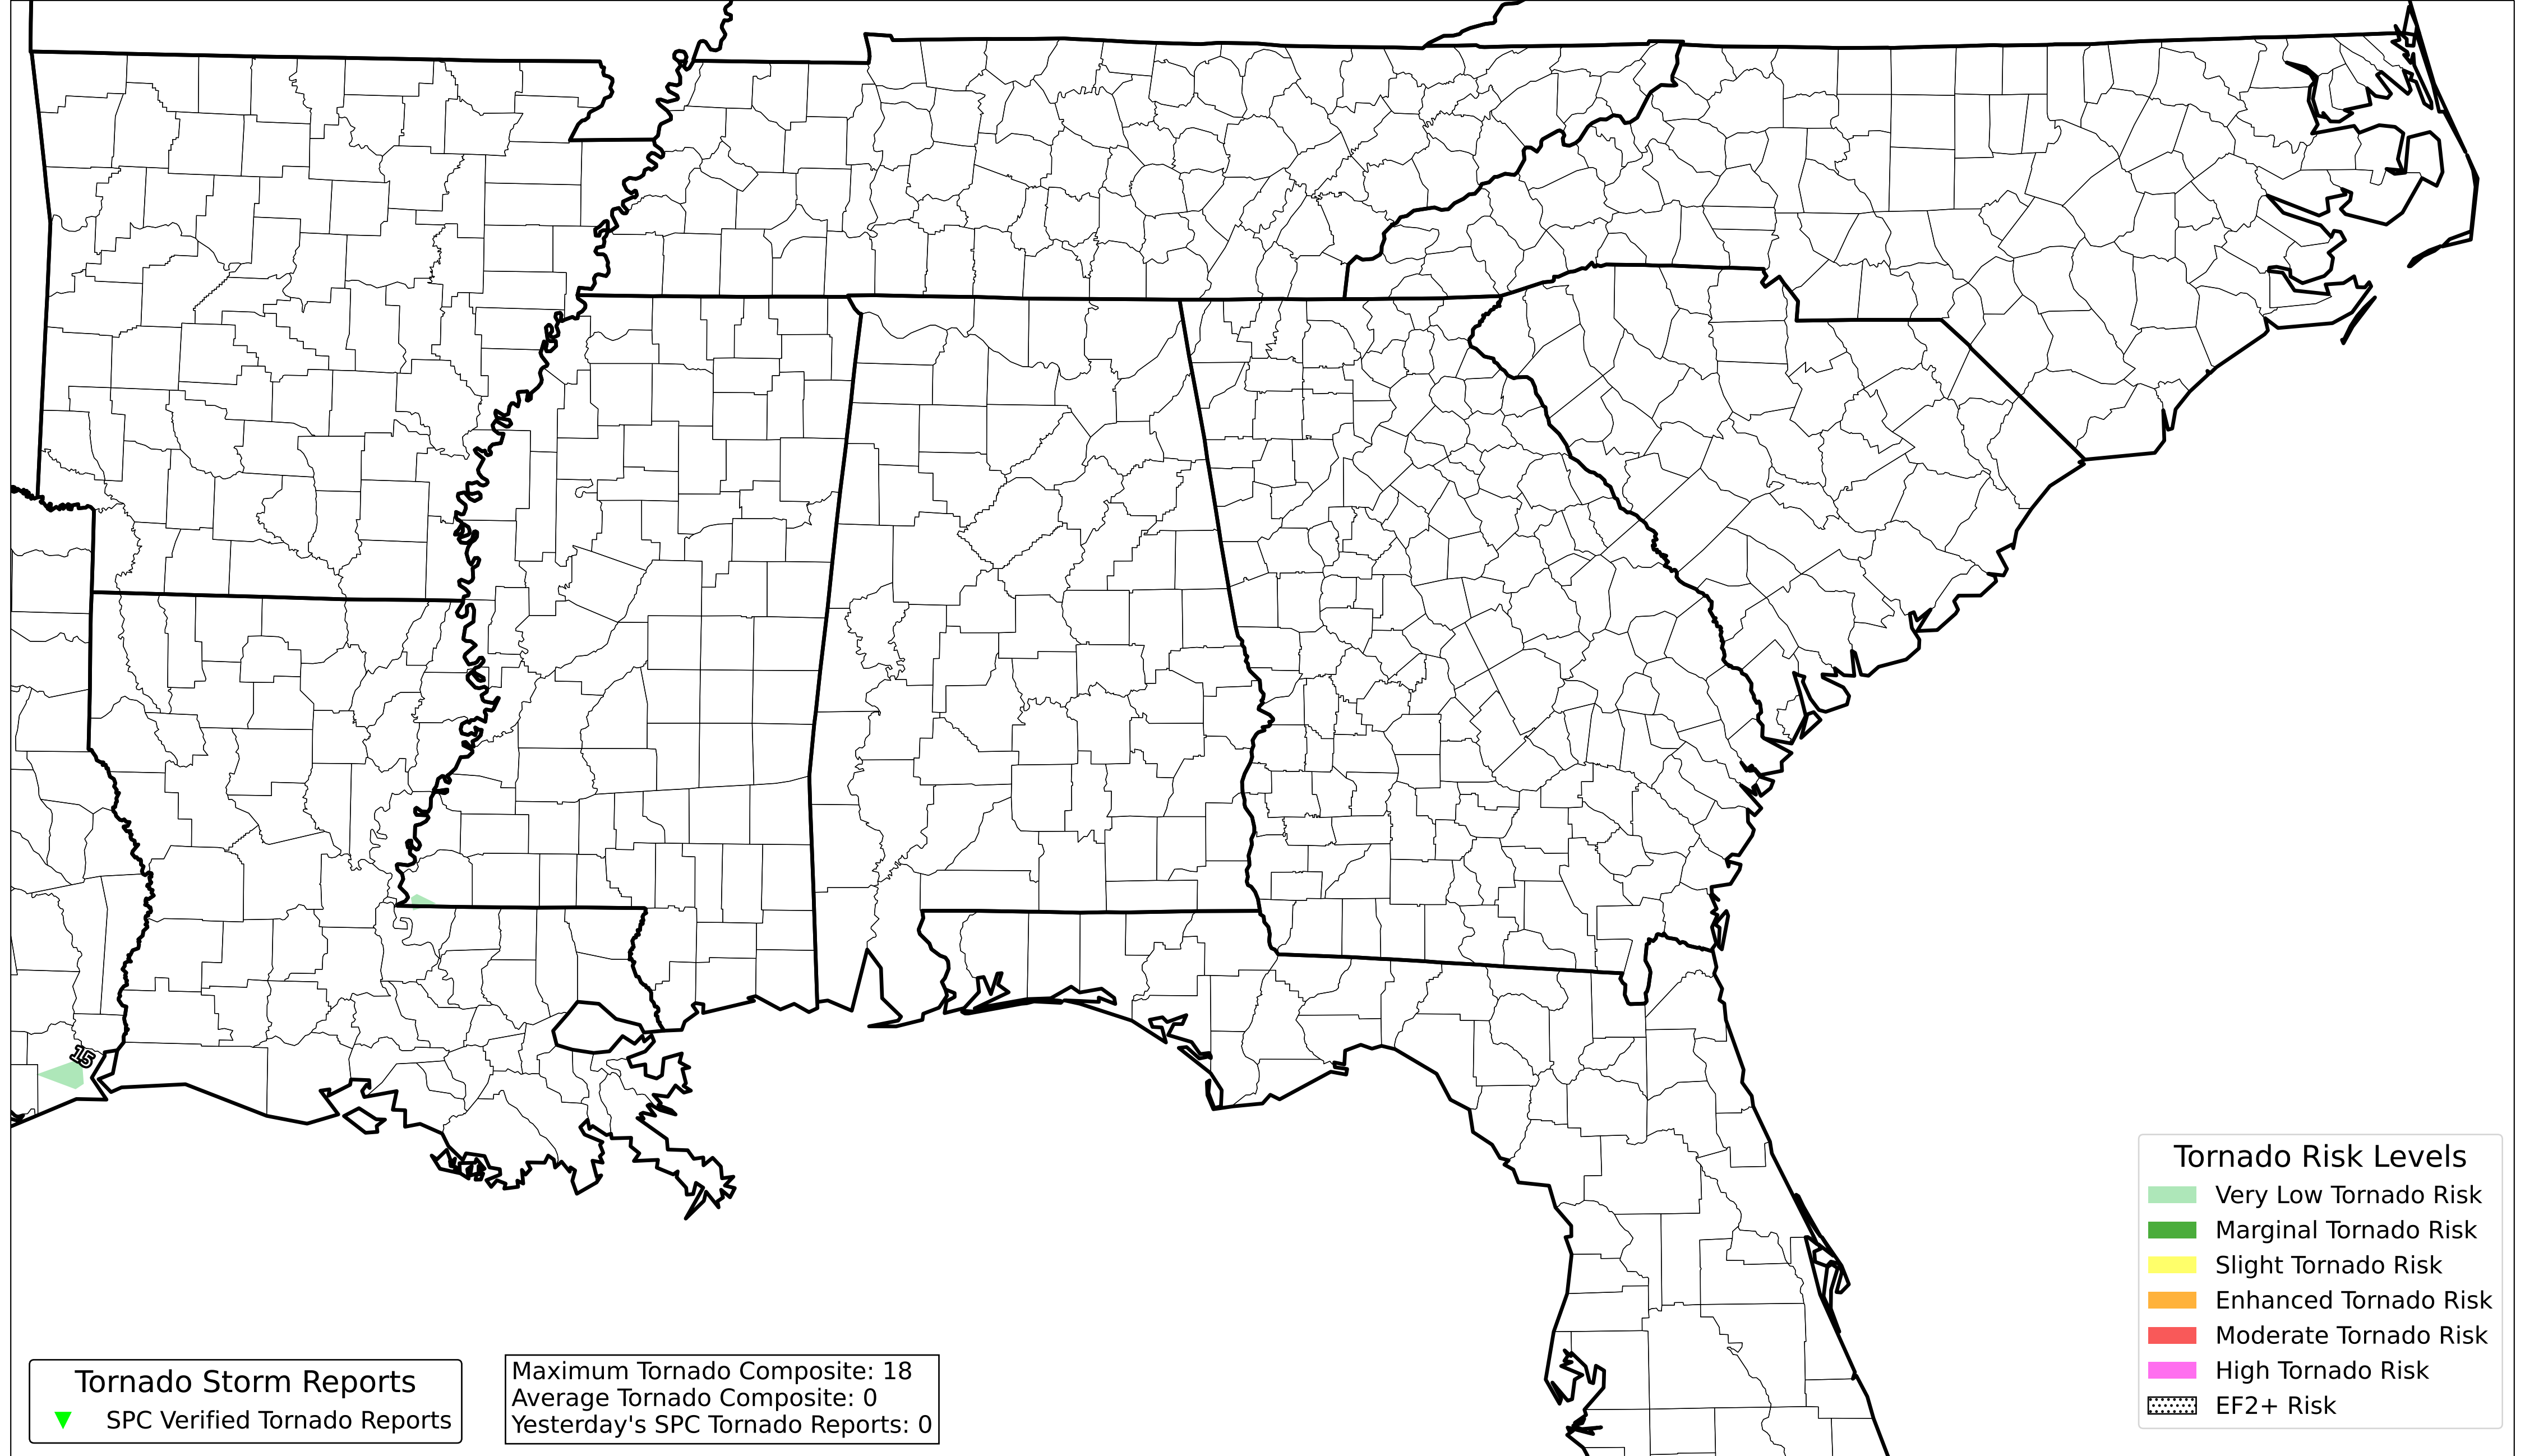 15
Tornado Risk Levels
Very Low Tornado Risk
Marginal Tornado Risk
Slight Tornado Risk
Enhanced Tornado Risk
Moderate Tornado Risk
High Tornado Risk
EF2+ Risk
Tornado Storm Reports
SPC Verified Tornado Reports
Maximum Tornado Composite: 18
Average Tornado Composite: 0
Yesterday's SPC Tornado Reports: 0